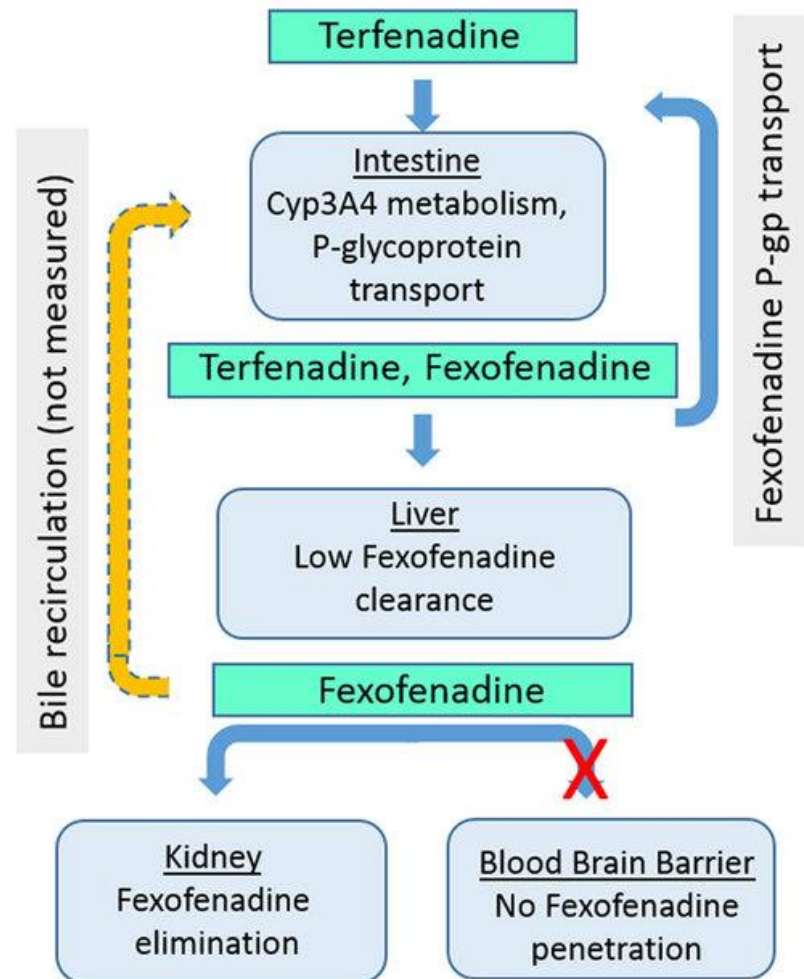 Terfenadine
Intestine
Cyp3A4 metabolism,
P-glycoprotein
transport
Terfenadine, Fexofenadine
Liver
Low Fexofenadine
clearance
Fexofenadine
Kidney
Fexofenadine
elimination
Blood Brain Barrier
No Fexofenadine
penetration
Bile recirculation (not measured)
Fexofenadine P-gp transport
X